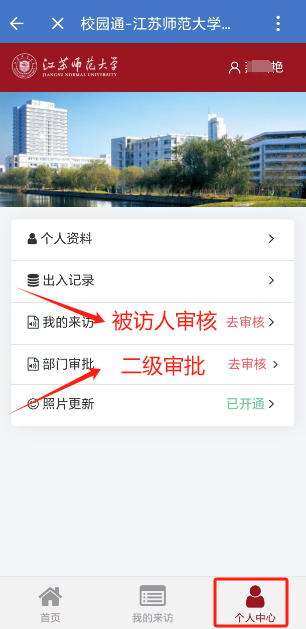 校园通-江苏师范大学...
江苏师范大学
JIANGSU NORMAL UNIVERSITY
艳
个人资料
出入记录
我的来访 被访人审核 去审核
部门审批 二级审批 去审核
照片更新 已开通
首页 我的来访 个人中心